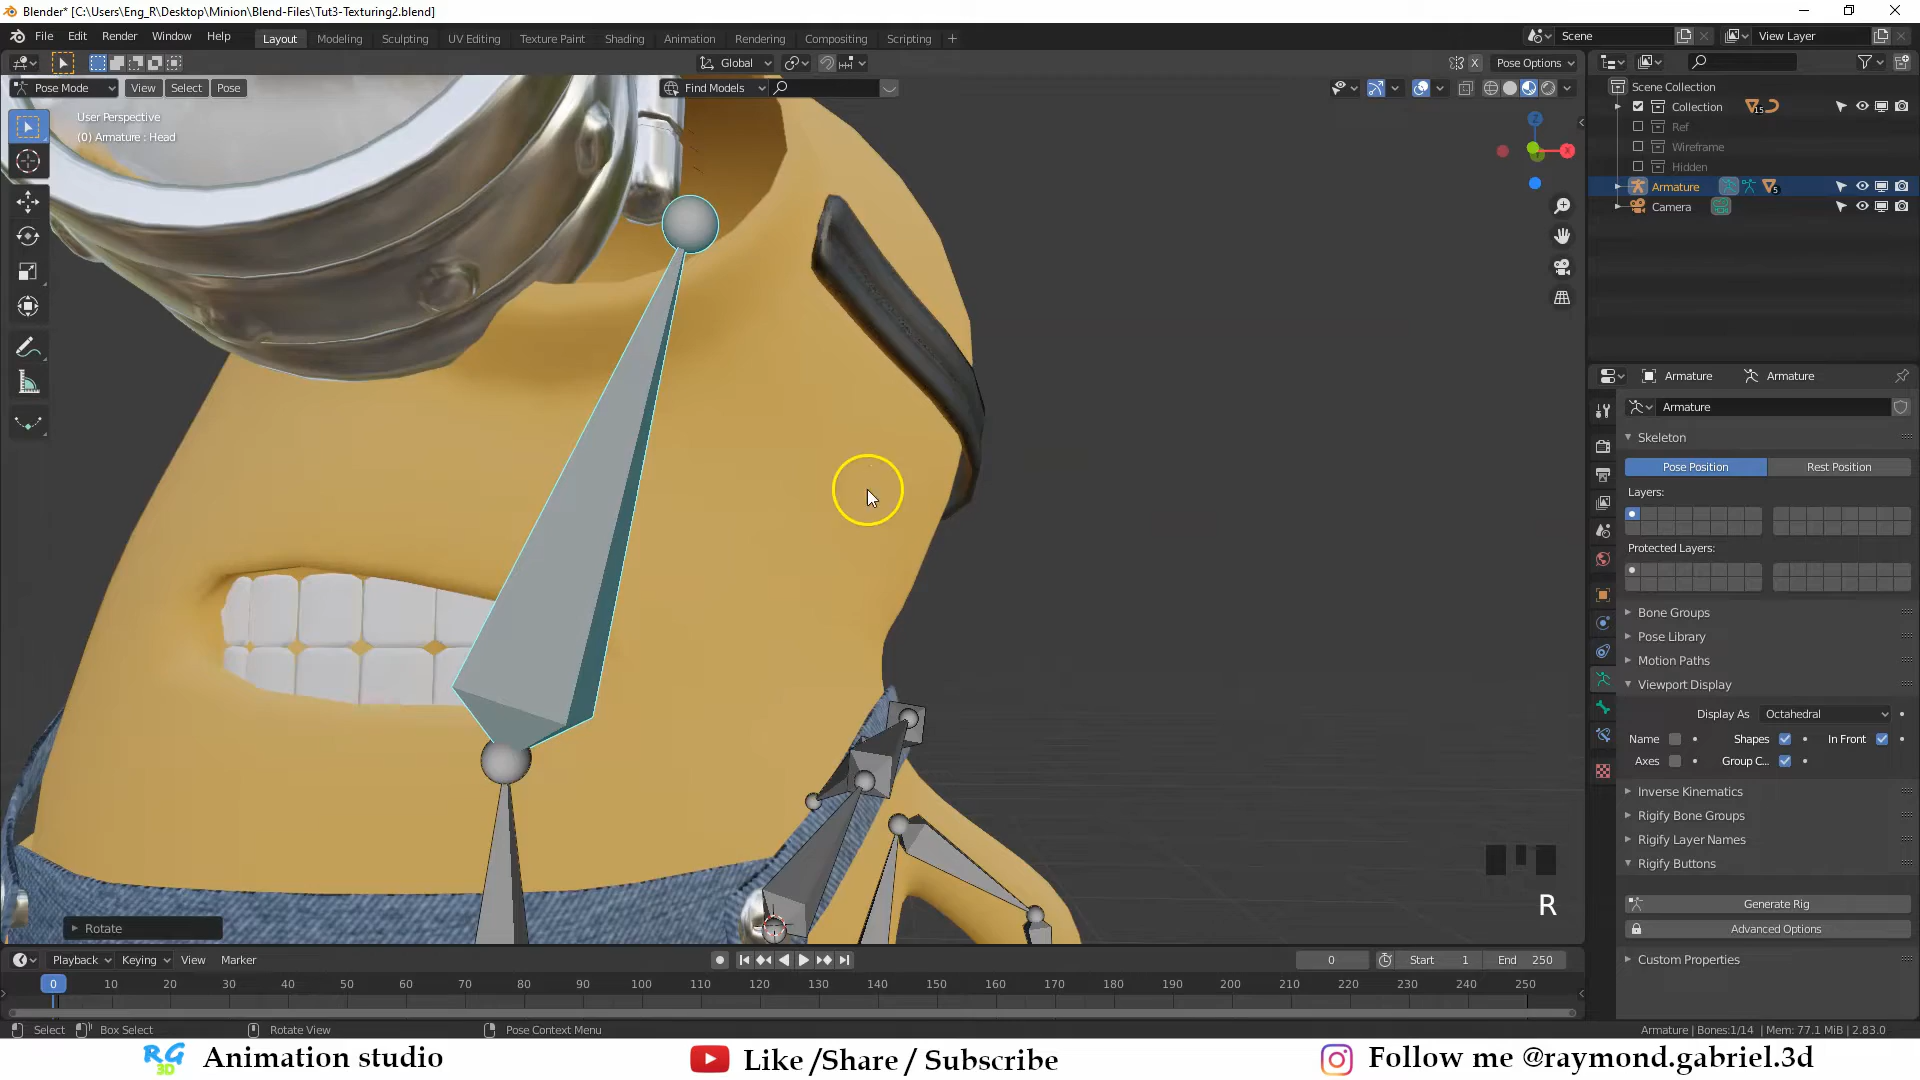 Blender* [C:\Users\Eng_R\Desktop\Minion\Blend-Files\Tut3-Texturing2.blend]
File Edit Render Window Help Layout Modeling Sculpting UV Editing Texture Paint Shading Animation Rendering Compositing Scripting + Scene View Layer
Global X Pose Options
Pose Mode View Select Pose Find Models
User Perspective
(0) Armature : Head
Z
X
Scene Collection
Collection 15
Ref
Wireframe
Hidden
Armature 5
Camera
Armature Armature
Armature
Skeleton
Pose Position Rest Position
Layers:
Protected Layers:
Bone Groups
Pose Library
Motion Paths
Viewport Display
Display As Octahedral
Name Shapes In Front
Axes Group C...
Inverse Kinematics
Rigify Bone Groups
Rigify Layer Names
Rigify Buttons
Generate Rig
Advanced Options
Custom Properties
R
Rotate
Playback Keying View Marker 0 Start 1 End 250
0 10 20 30 40 50 60 70 80 90 100 110 120 130 140 150 160 170 180 190 200 210 220 230 240 250
Select Box Select Rotate View Pose Context Menu Armature | Bones:1/14 | Mem: 77.1 MiB | 2.83.0
RG 3D Animation studio Like /Share / Subscribe Follow me @raymond.gabriel.3d